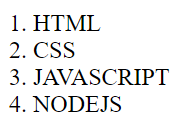 1. HTML
2. CSS
3. JAVASCRIPT
4. NODEJS